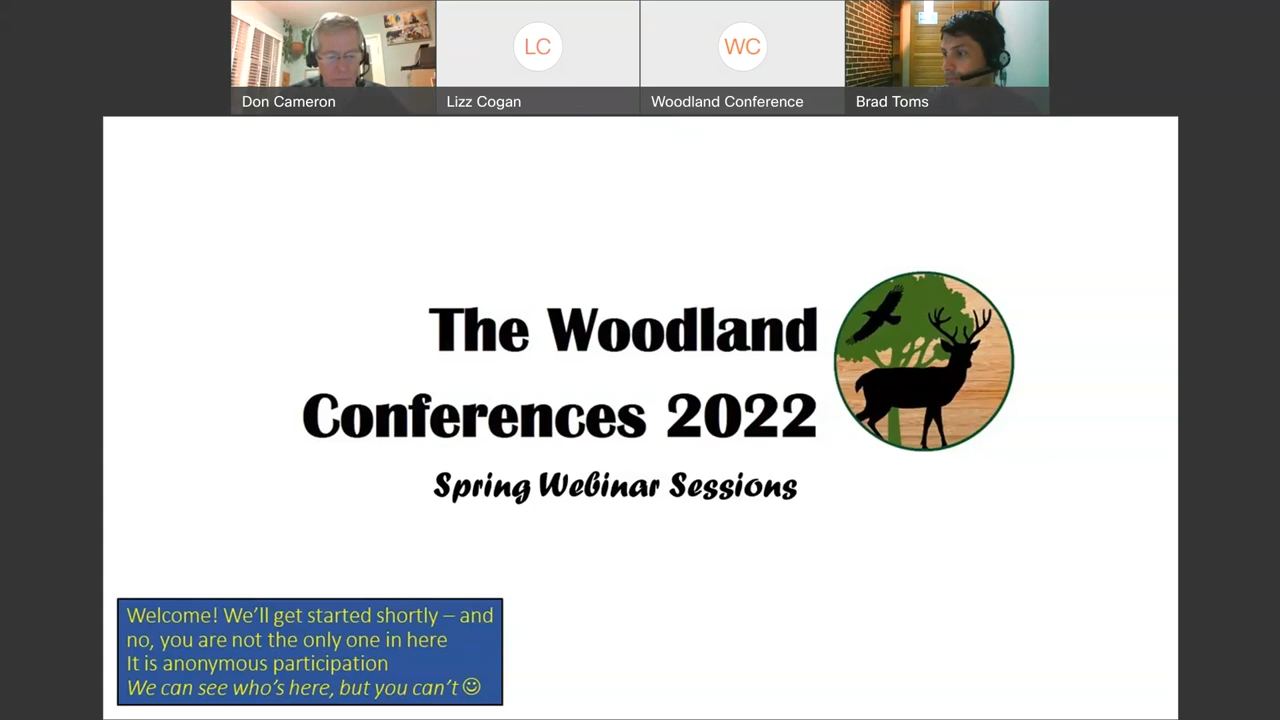 LC
WC
Don Cameron
Lizz Cogan
Woodland Conference
Brad Toms
The Woodland
Conferences 2022
Spring Webinar Sessions
Welcome! We'll get started shortly – and
no, you are not the only one in here
It is anonymous participation
We can see who's here, but you can't☺